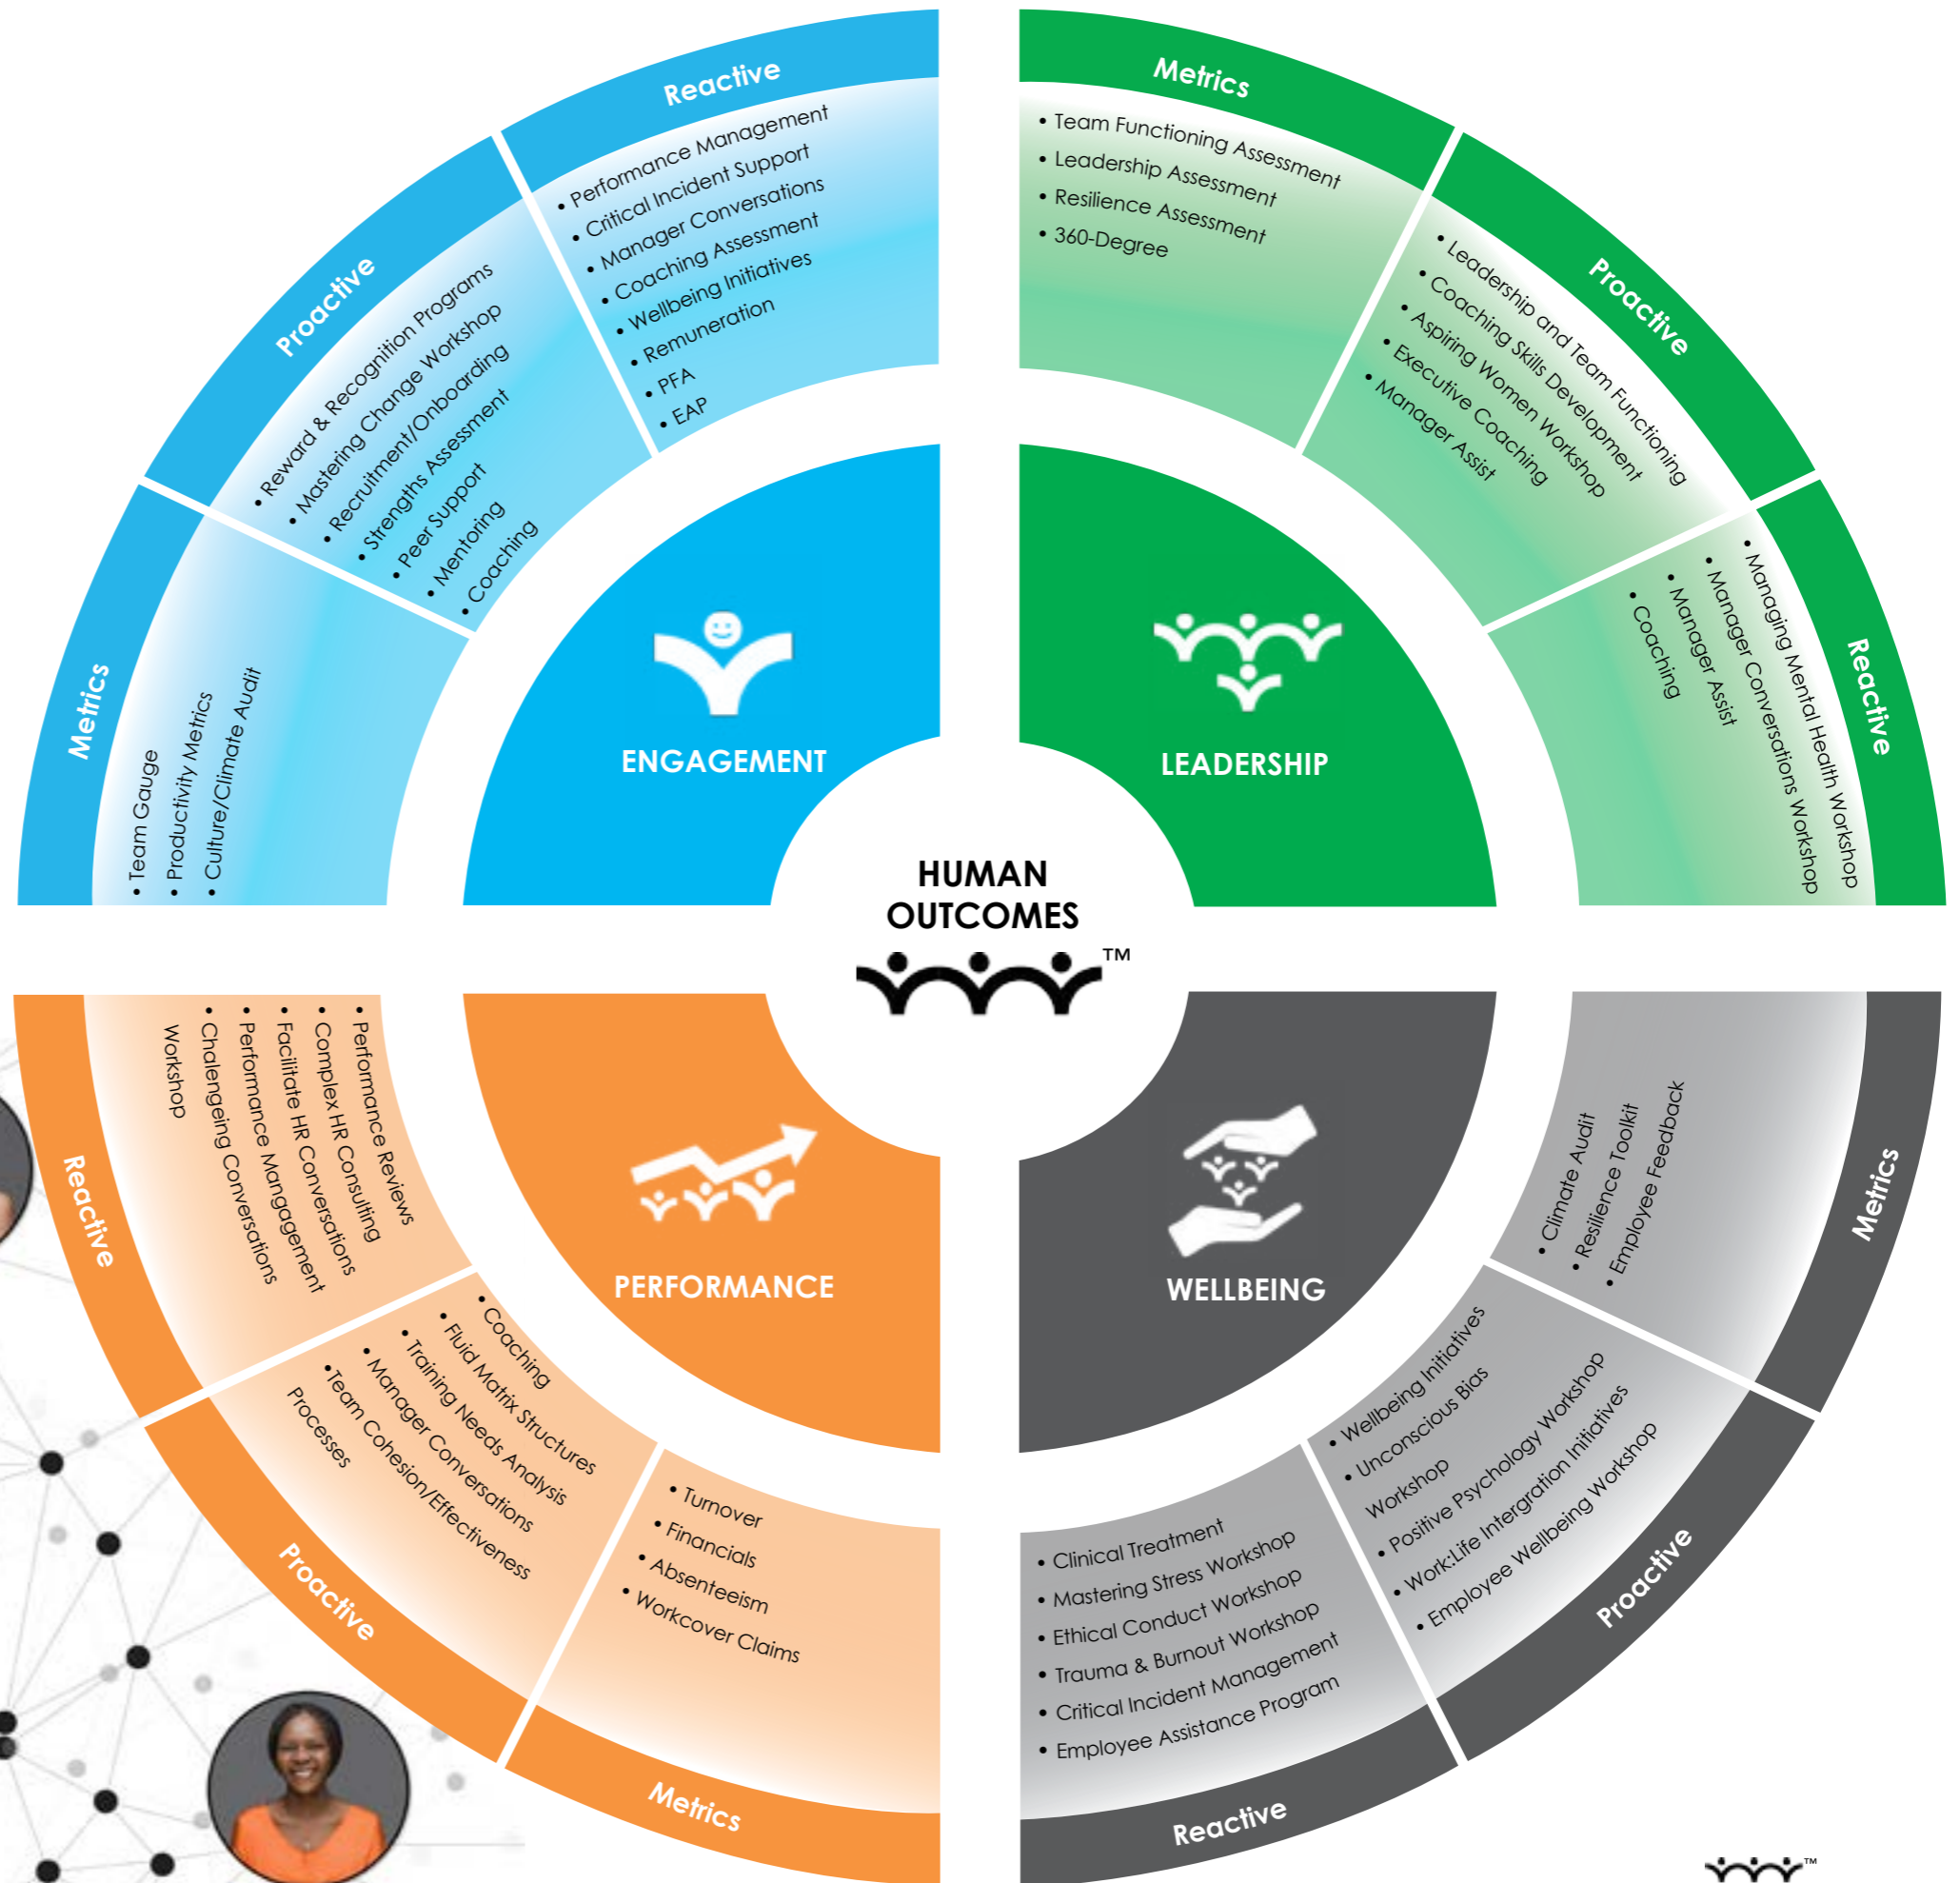 Reactive
• Performance Management
• Critical Incident Support
• Manager Conversations
• Coaching Assessment
• Wellbeing Initiatives
• Remuneration
• PFA
• EAP
Proactive
• Reward & Recognition Programs
• Mastering Change Workshop
• Recruitment/Onboarding
• Strengths Assessment
• Peer Support
• Mentoring
• Coaching
Metrics
• Team Gauge
• Productivity Metrics
• Culture/Climate Audit
ENGAGEMENT
Metrics
• Team Functioning Assessment
• Leadership Assessment
• Resilience Assessment
• 360-Degree
Proactive
• Leadership and Team Functioning
• Coaching Skills Development
• Aspiring Women Workshop
• Executive Coaching
• Manager Assist
Reactive
• Managing Mental Health Workshop
• Manager Conversations Workshop
• Manager Assist
• Coaching
LEADERSHIP
HUMAN
OUTCOMES
TM
PERFORMANCE
Reactive
• Performance Reviews
• Complex HR Consulting
• Facilitate HR Conversations
• Performance Mangagement
• Chalengeing Conversations
Workshop
Proactive
• Coaching
• Fluid Matrix Structures
• Training Needs Analysis
• Manager Conversations
• Team Cohesion/Effectiveness
Processes
Metrics
• Turnover
• Financials
• Absenteeism
• Workcover Claims
WELLBEING
Metrics
• Climate Audit
• Resilience Toolkit
• Employee Feedback
Proactive
• Wellbeing Initiatives
• Unconscious Bias
Workshop
• Positive Psychology Workshop
• Work:Life Intergration Initiatives
• Employee Wellbeing Workshop
Reactive
• Clinical Treatment
• Mastering Stress Workshop
• Ethical Conduct Workshop
• Trauma & Burnout Workshop
• Critical Incident Management
• Employee Assistance Program
TM